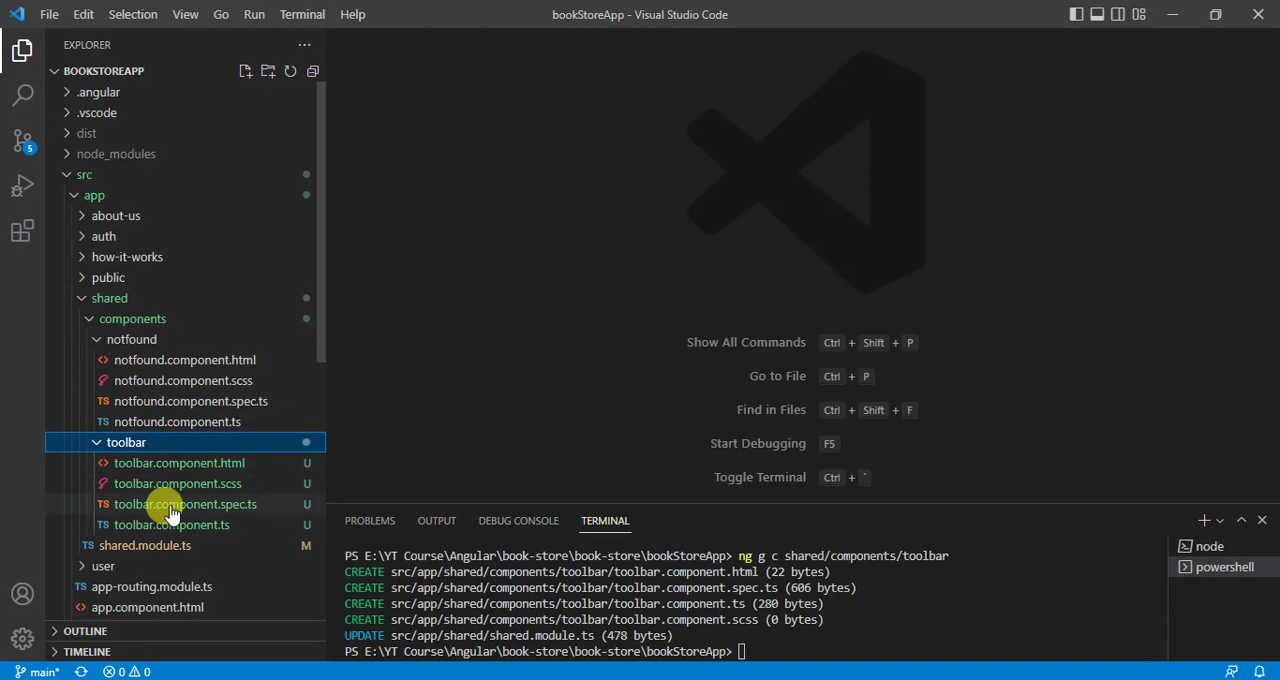 File Edit Selection View Go Run Terminal Help
bookStoreApp - Visual Studio Code
EXPLORER
BOOKSTOREAPP
.angular
.vscode
dist
node_modules
src
app
about-us
auth
how-it-works
public
shared
components
notfound
notfound.component.html
notfound.component.scss
notfound.component.spec.ts
notfound.component.ts
toolbar
toolbar.component.html U
toolbar.component.scss U
TS toolbar.component.spec.ts U
TS toolbar.component.ts U
TS shared.module.ts M
user
TS app-routing.module.ts
app.component.html
OUTLINE
TIMELINE
5
Show All Commands Ctrl + Shift + P
Go to File Ctrl + P
Find in Files Ctrl + Shift + F
Start Debugging F5
Toggle Terminal Ctrl + `
PROBLEMS OUTPUT DEBUG CONSOLE TERMINAL
PS E:\YT Course\Angular\book-store\book-store\bookStoreApp> ng g c shared/components/toolbar
CREATE src/app/shared/components/toolbar/toolbar.component.html (22 bytes)
CREATE src/app/shared/components/toolbar/toolbar.component.spec.ts (606 bytes)
CREATE src/app/shared/components/toolbar/toolbar.component.ts (280 bytes)
CREATE src/app/shared/components/toolbar/toolbar.component.scss (0 bytes)
UPDATE src/app/shared/shared.module.ts (478 bytes)
PS E:\YT Course\Angular\book-store\book-store\bookStoreApp>
node
powershell
main* 0 0